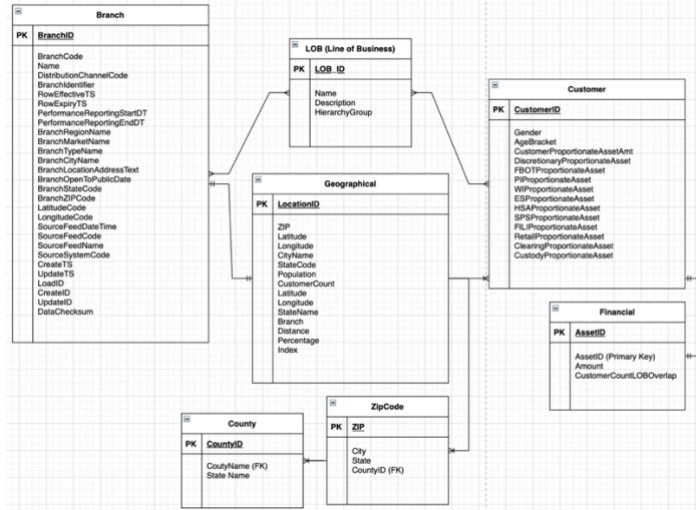 Branch
PK BranchID
BranchCode
Name
DistributionChannelCode
BranchIdentifier
RowEffectiveTS
RowExpiryTS
PerformanceReportingStartDT
PerformanceReportingEndDT
BranchRegionName
BranchMarketName
BranchTypeName
BranchCityName
BranchLocationAddressText
BranchOpenToPublicDate
BranchStateCode
BranchZIPCode
LatitudeCode
LongitudeCode
SourceFeedDateTime
SourceFeedCode
SourceFeedName
SourceSystemCode
CreateTS
UpdateTS
LoadID
CreateID
UpdateID
DataChecksum
LOB (Line of Business)
PK LOB_ID
Name
Description
HierarchyGroup
Customer
PK CustomerID
Gender
AgeBracket
CustomerProportionateAssetAmt
DiscretionaryProportionateAsset
FBOTProportionateAsset
PIProportionateAsset
WIProportionateAsset
ESProportionateAsset
HSAProportionateAsset
SPSProportionateAsset
FILIProportionateAsset
RetailProportionateAsset
ClearingProportionateAsset
CustodyProportionateAsset
Geographical
PK LocationID
ZIP
Latitude
Longitude
CityName
StateCode
Population
CustomerCount
Latitude
Longitude
StateName
Branch
Distance
Percentage
Index
Financial
PK AssetID
AssetID (Primary Key)
Amount
CustomerCountLOBOverlap
County
PK CountyID
CoutyName (FK)
State Name
ZipCode
PK ZIP
City
State
CountyID (FK)